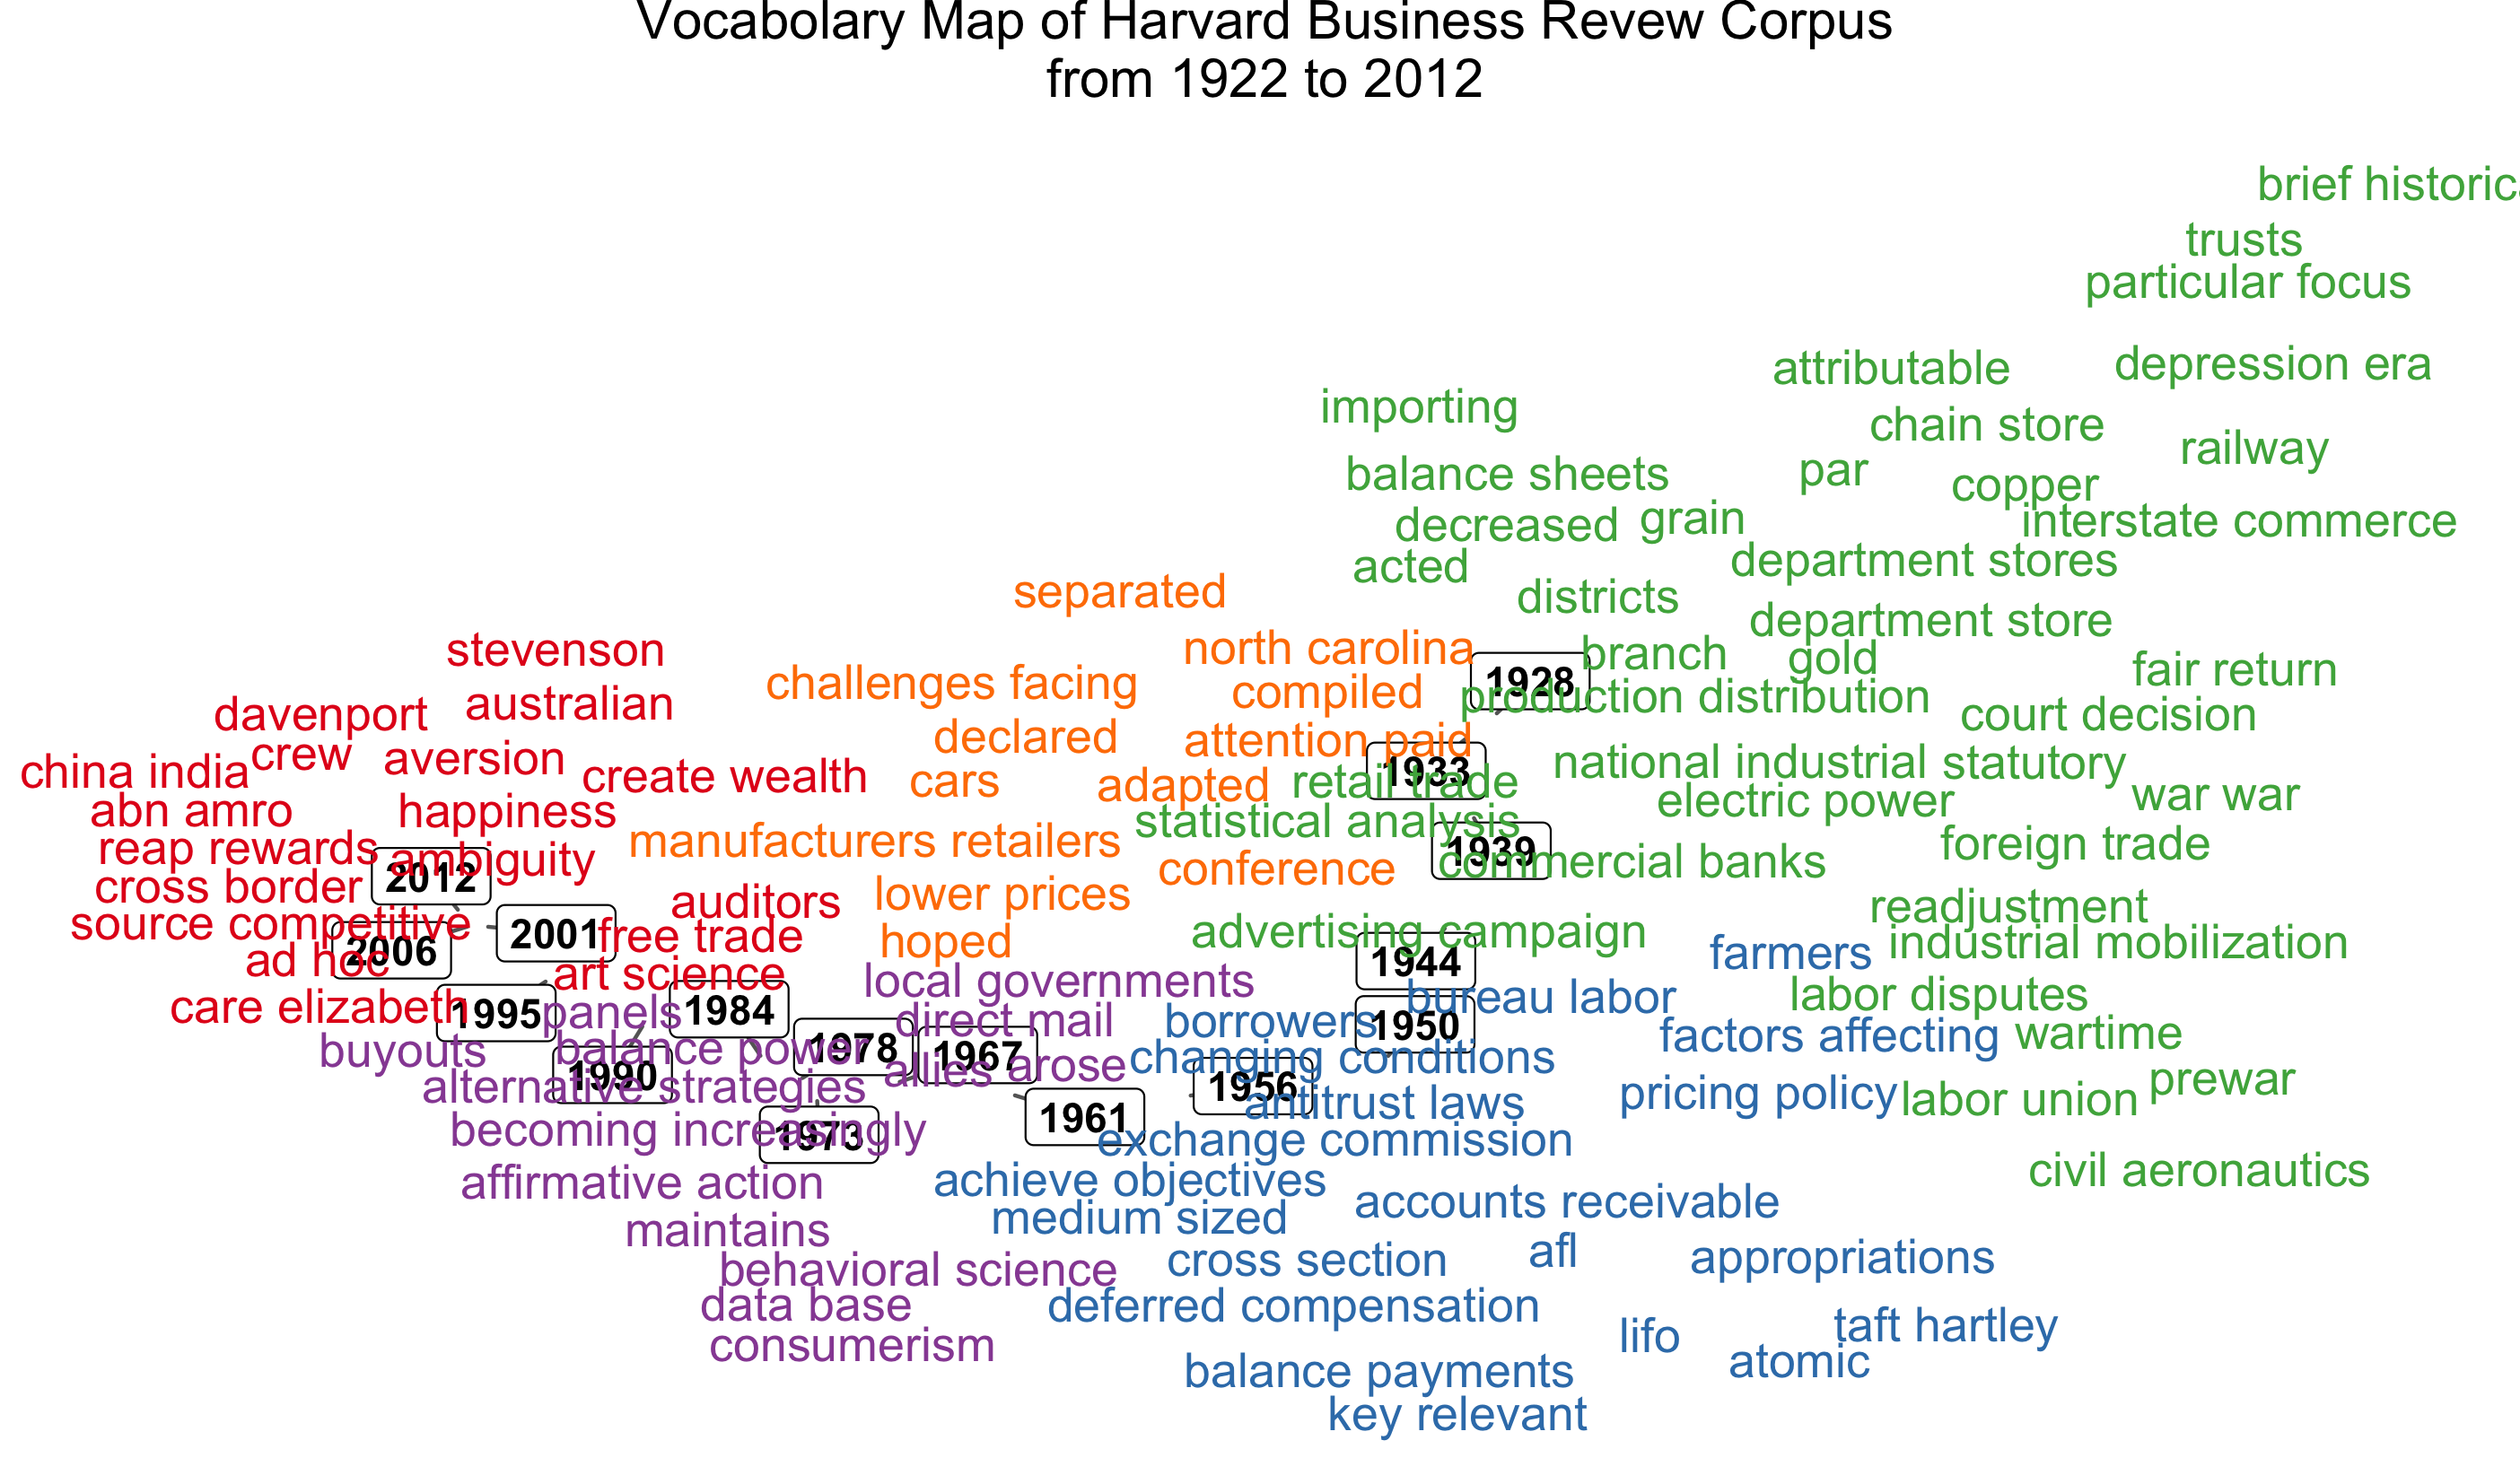 Vocabolary Map of Harvard Business Revew Corpus
from 1922 to 2012
brief historic
trusts
particular focus
attributable
depression era
importing
chain store
railway
balance sheets
par
copper
decreased
grain
interstate commerce
acted
department stores
separated
districts
department store
stevenson
north carolina
branch
gold
fair return
challenges facing
compiled
1928
production distribution
davenport
australian
court decision
declared
attention paid
crew
aversion
national industrial
statutory
china india
create wealth
cars
adapted
retail trade
1933
war war
abn amro
happiness
electric power
statistical analysis
reap rewards
manufacturers retailers
foreign trade
ambiguity
1939
commercial banks
conference
2012
cross border
auditors
lower prices
readjustment
source competitive
2001
free trade
hoped
advertising campaign
industrial mobilization
2006
farmers
1944
ad hoc
art science
local governments
bureau labor
labor disputes
care elizabeth
1995
panels
1984
direct mail
borrowers
1950
factors affecting
wartime
buyouts
balance power
1978
1967
changing conditions
allies
arose
1990
alternative strategies
1956
prewar
pricing policy
labor union
antitrust laws
1961
becoming increasingly
1973
exchange commission
affirmative action
achieve objectives
civil aeronautics
accounts receivable
medium sized
maintains
afl
appropriations
cross section
behavioral science
data base
deferred compensation
taft hartley
lifo
consumerism
atomic
balance payments
key relevant